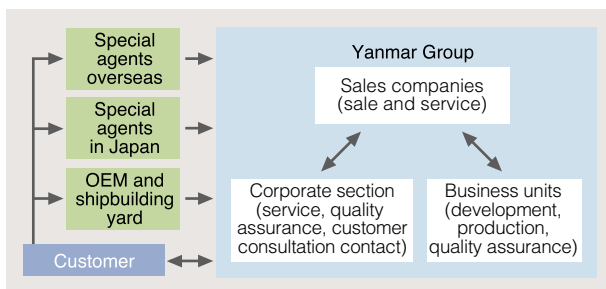 Special
agents
overseas
Special
agents
in Japan
OEM and
shipbuilding
yard
Customer
Yanmar Group
Sales companies
(sale and service)
Corporate section
(service, quality
assurance, customer
consultation contact)
Business units
(development,
production,
quality assurance)